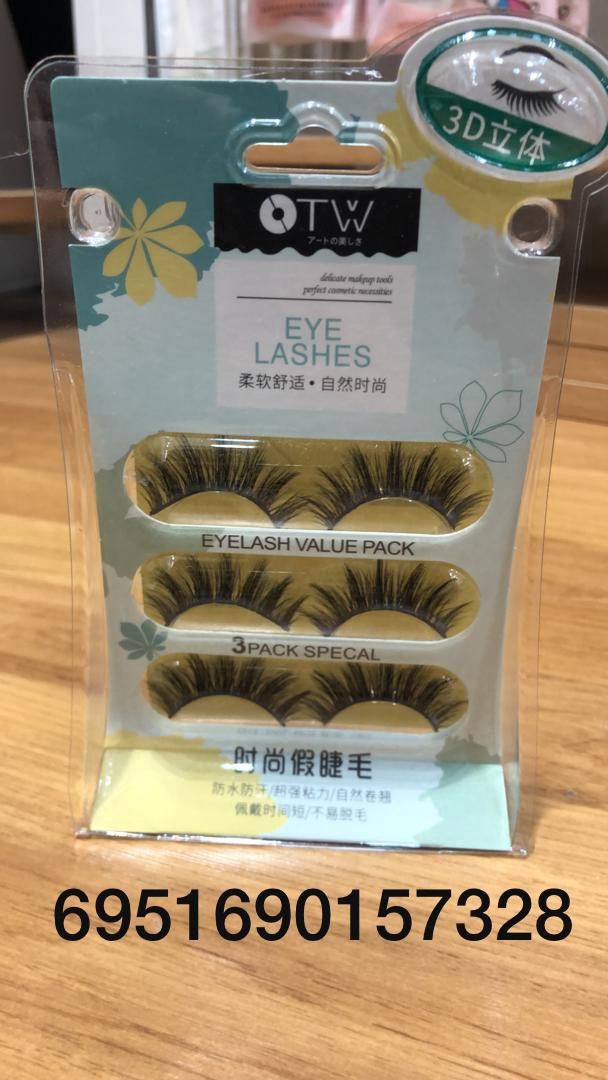 3D立体
OTW
アートの美しさ
delicate makeup tools
perfect cosmetic necessities
EYE
LASHES
柔软舒适•自然时尚
EYELASH VALUE PACK
3PACK SPECAL
时尚假睫毛
防水防汗/超强粘力/自然卷翘
佩戴时间短/不易脱毛
6951690157328